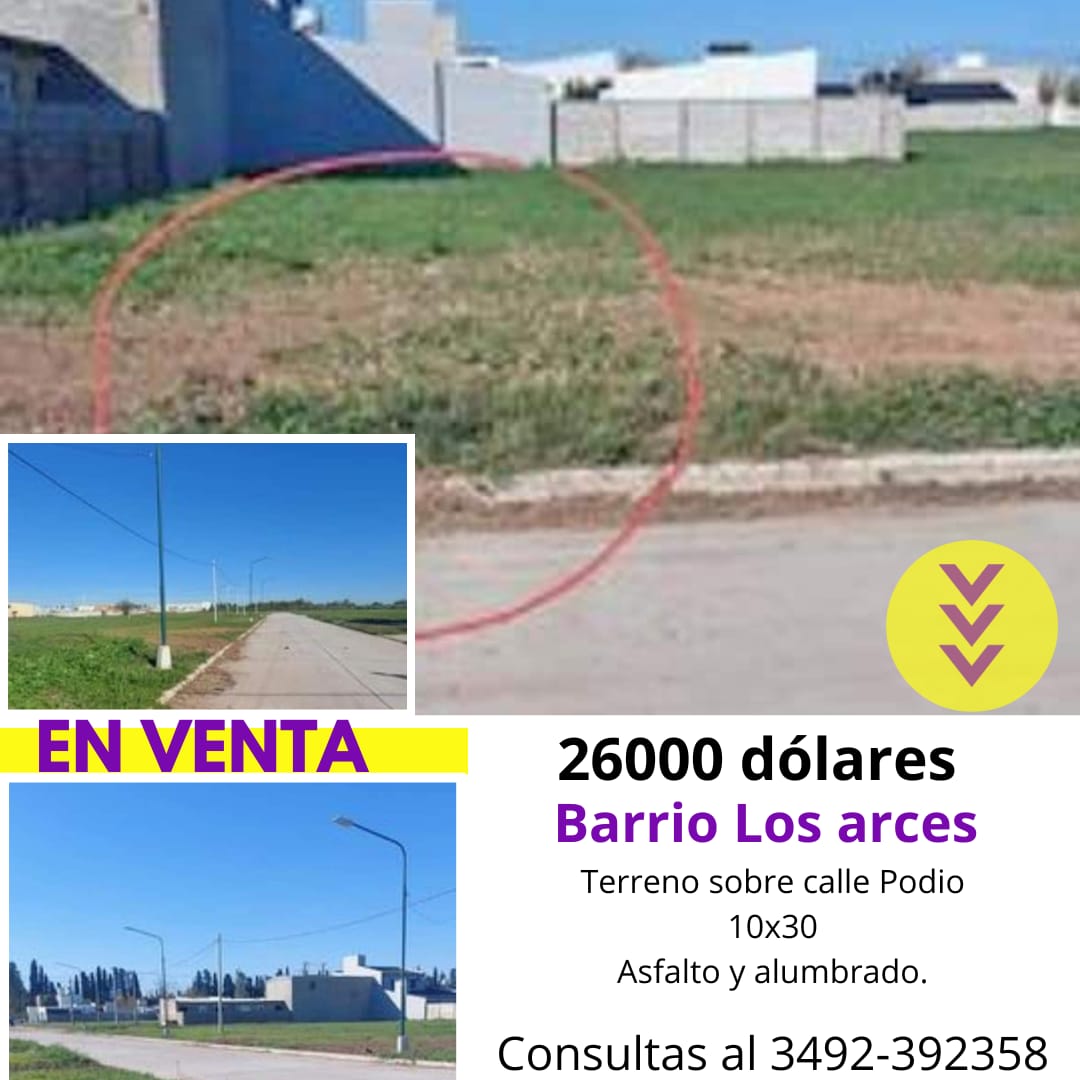 EN VENTA
26000 dólares
Barrio Los arces
Terreno sobre calle Podio
10x30
Asfalto y alumbrado.
Consultas al 3492-392358